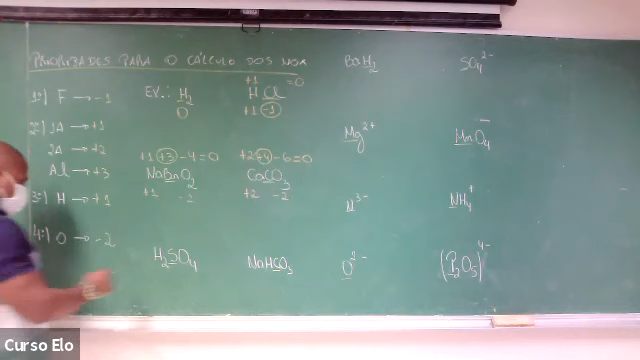 PRIORIDADES PARA O CÁLCULO DOS NOX
1º) F → -1
2º) 1A → +1
2A → +2
Al → +3
3º) H → +1
4º) O → -2
EX.: H2
0
+1 =0
H Cl
+1 -1
+1 +3 -4 = 0
+1 -2
+2 +4 -6 = 0
CaCO3
+2 -2
H2SO4
NaHCO3
BaH2
Mg2+
N3-
O2-
SO4 2-
MnO4 -
NH4+
(P2O5)4-
Curso Elo